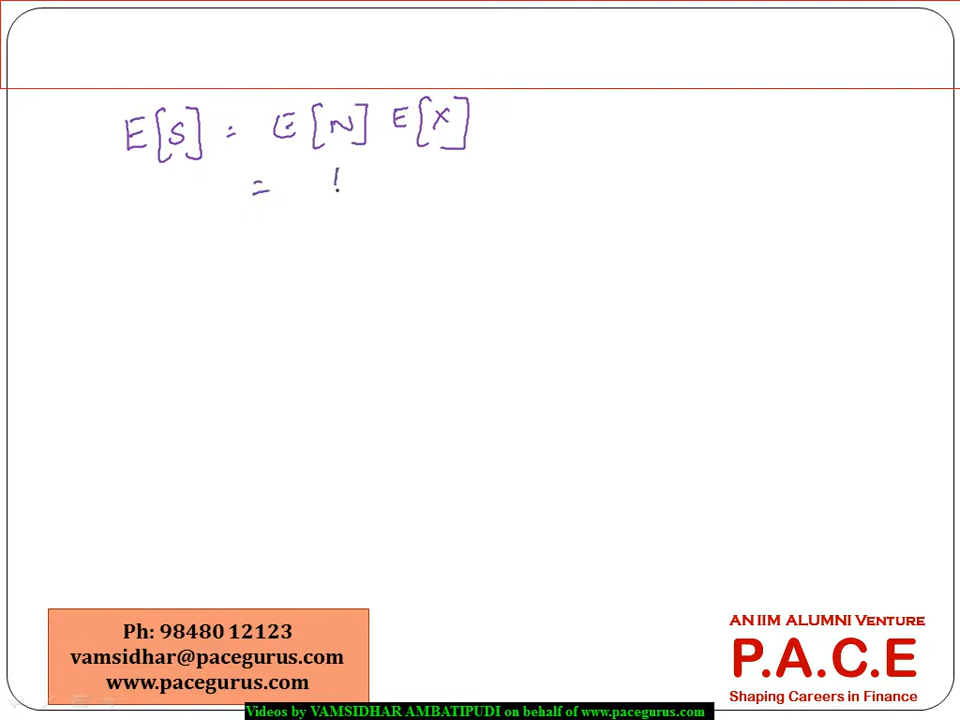 E[S] = E[N] E[X]
=
Ph: 98480 12123
vamsidhar@pacegurus.com
www.pacegurus.com
AN IIM ALUMNI VENTURE
P.A.C.E
Shaping Careers in Finance
Videos by VAMSIDHAR AMBATIPUDI on behalf of www.pacegurus.com